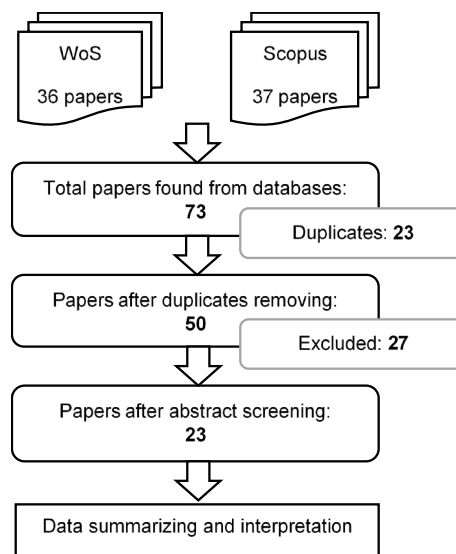 WoS
36 papers
Scopus
37 papers
Total papers found from databases:
73
Duplicates: 23
Papers after duplicates removing:
50
Excluded: 27
Papers after abstract screening:
23
Data summarizing and interpretation